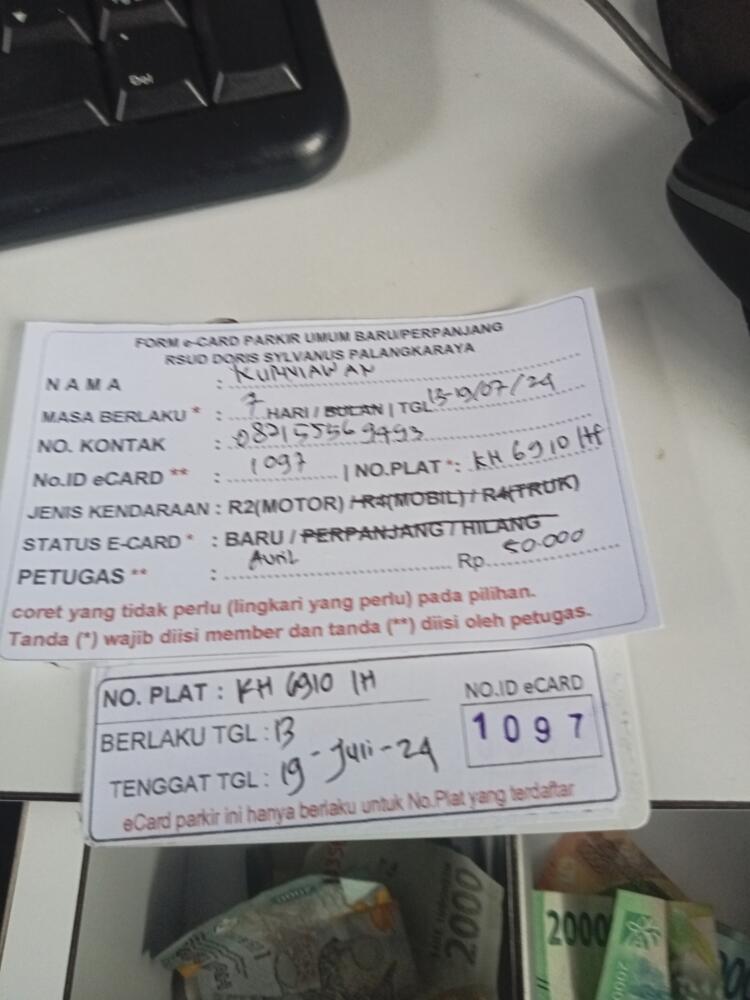 Del
FORM e-CARD PARKIR UMUM BARU/PERPANJANG
RSUD DORIS SYLVANUS PALANGKARAYA
NAMA : KURNIAWAN
MASA BERLAKU * : 7 HARI / BULAN | TGL 13-19/07/24
NO. KONTAK : 082155569493
No.ID eCARD ** : 1097 | NO.PLAT *: KH 6910 IH
JENIS KENDARAAN : R2(MOTOR) / R4(MOBIL) / R4(TRUK)
STATUS E-CARD * : BARU / PERPANJANG / HILANG
PETUGAS ** : Avril Rp. 50.000
coret yang tidak perlu (lingkari yang perlu) pada pilihan.
Tanda (*) wajib diisi member dan tanda (**) diisi oleh petugas.
NO. PLAT : KH 6910 IH
NO.ID eCARD
1097
BERLAKU TGL : 13
TENGGAT TGL : 19 - Juli - 24
eCard parkir ini hanya berlaku untuk No.Plat yang terdaftar
2000
2000